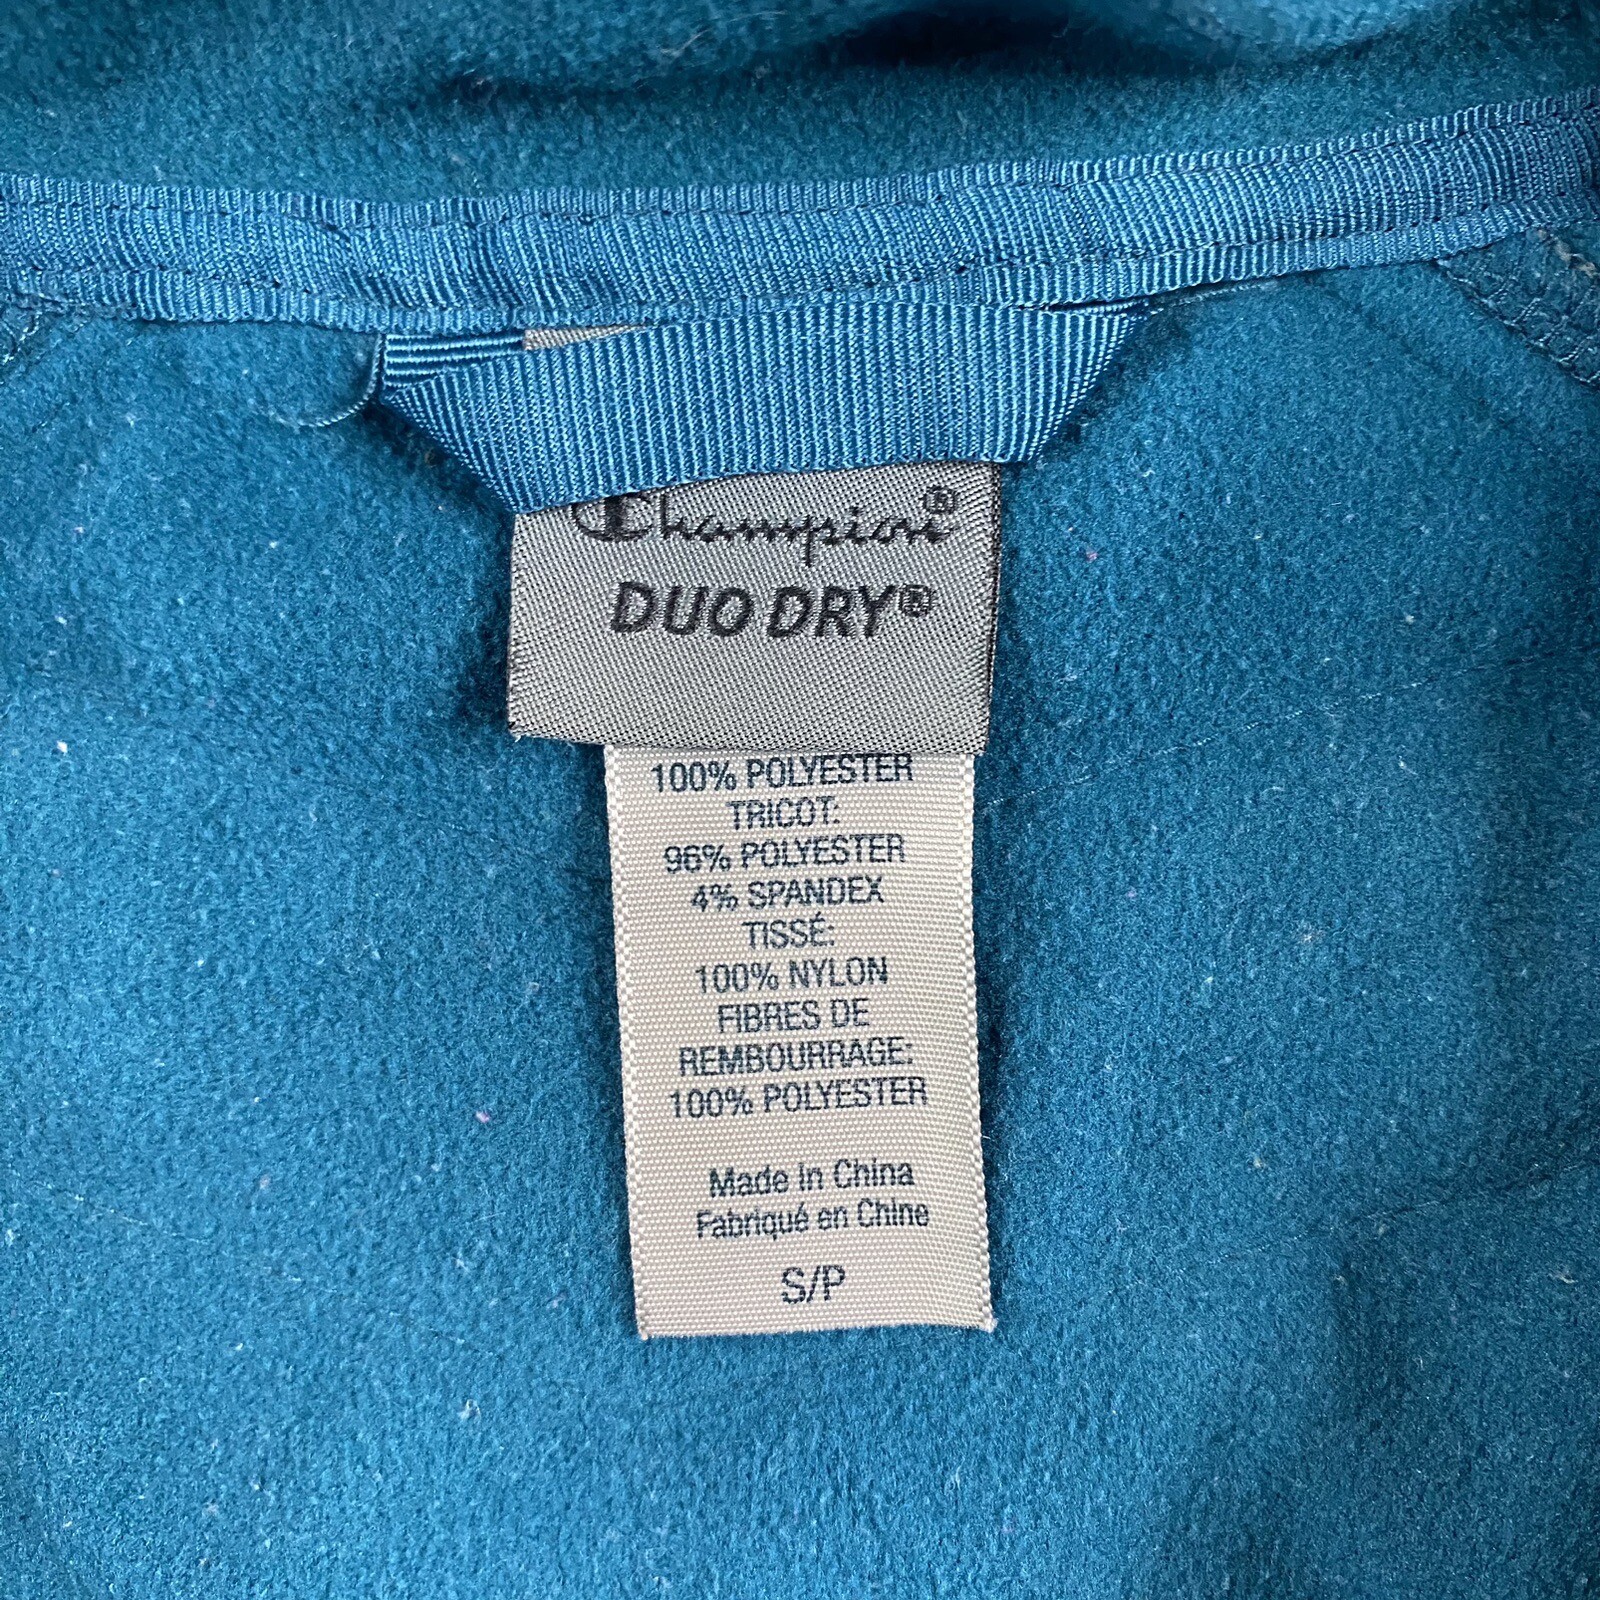 Champion®
DUO DRY®
100% POLYESTER
TRICOT:
96% POLYESTER
4% SPANDEX
TISSÉ:
100% NYLON
FIBRES DE
REMBOURRAGE:
100% POLYESTER
Made in China
Fabriqué en Chine
S/P